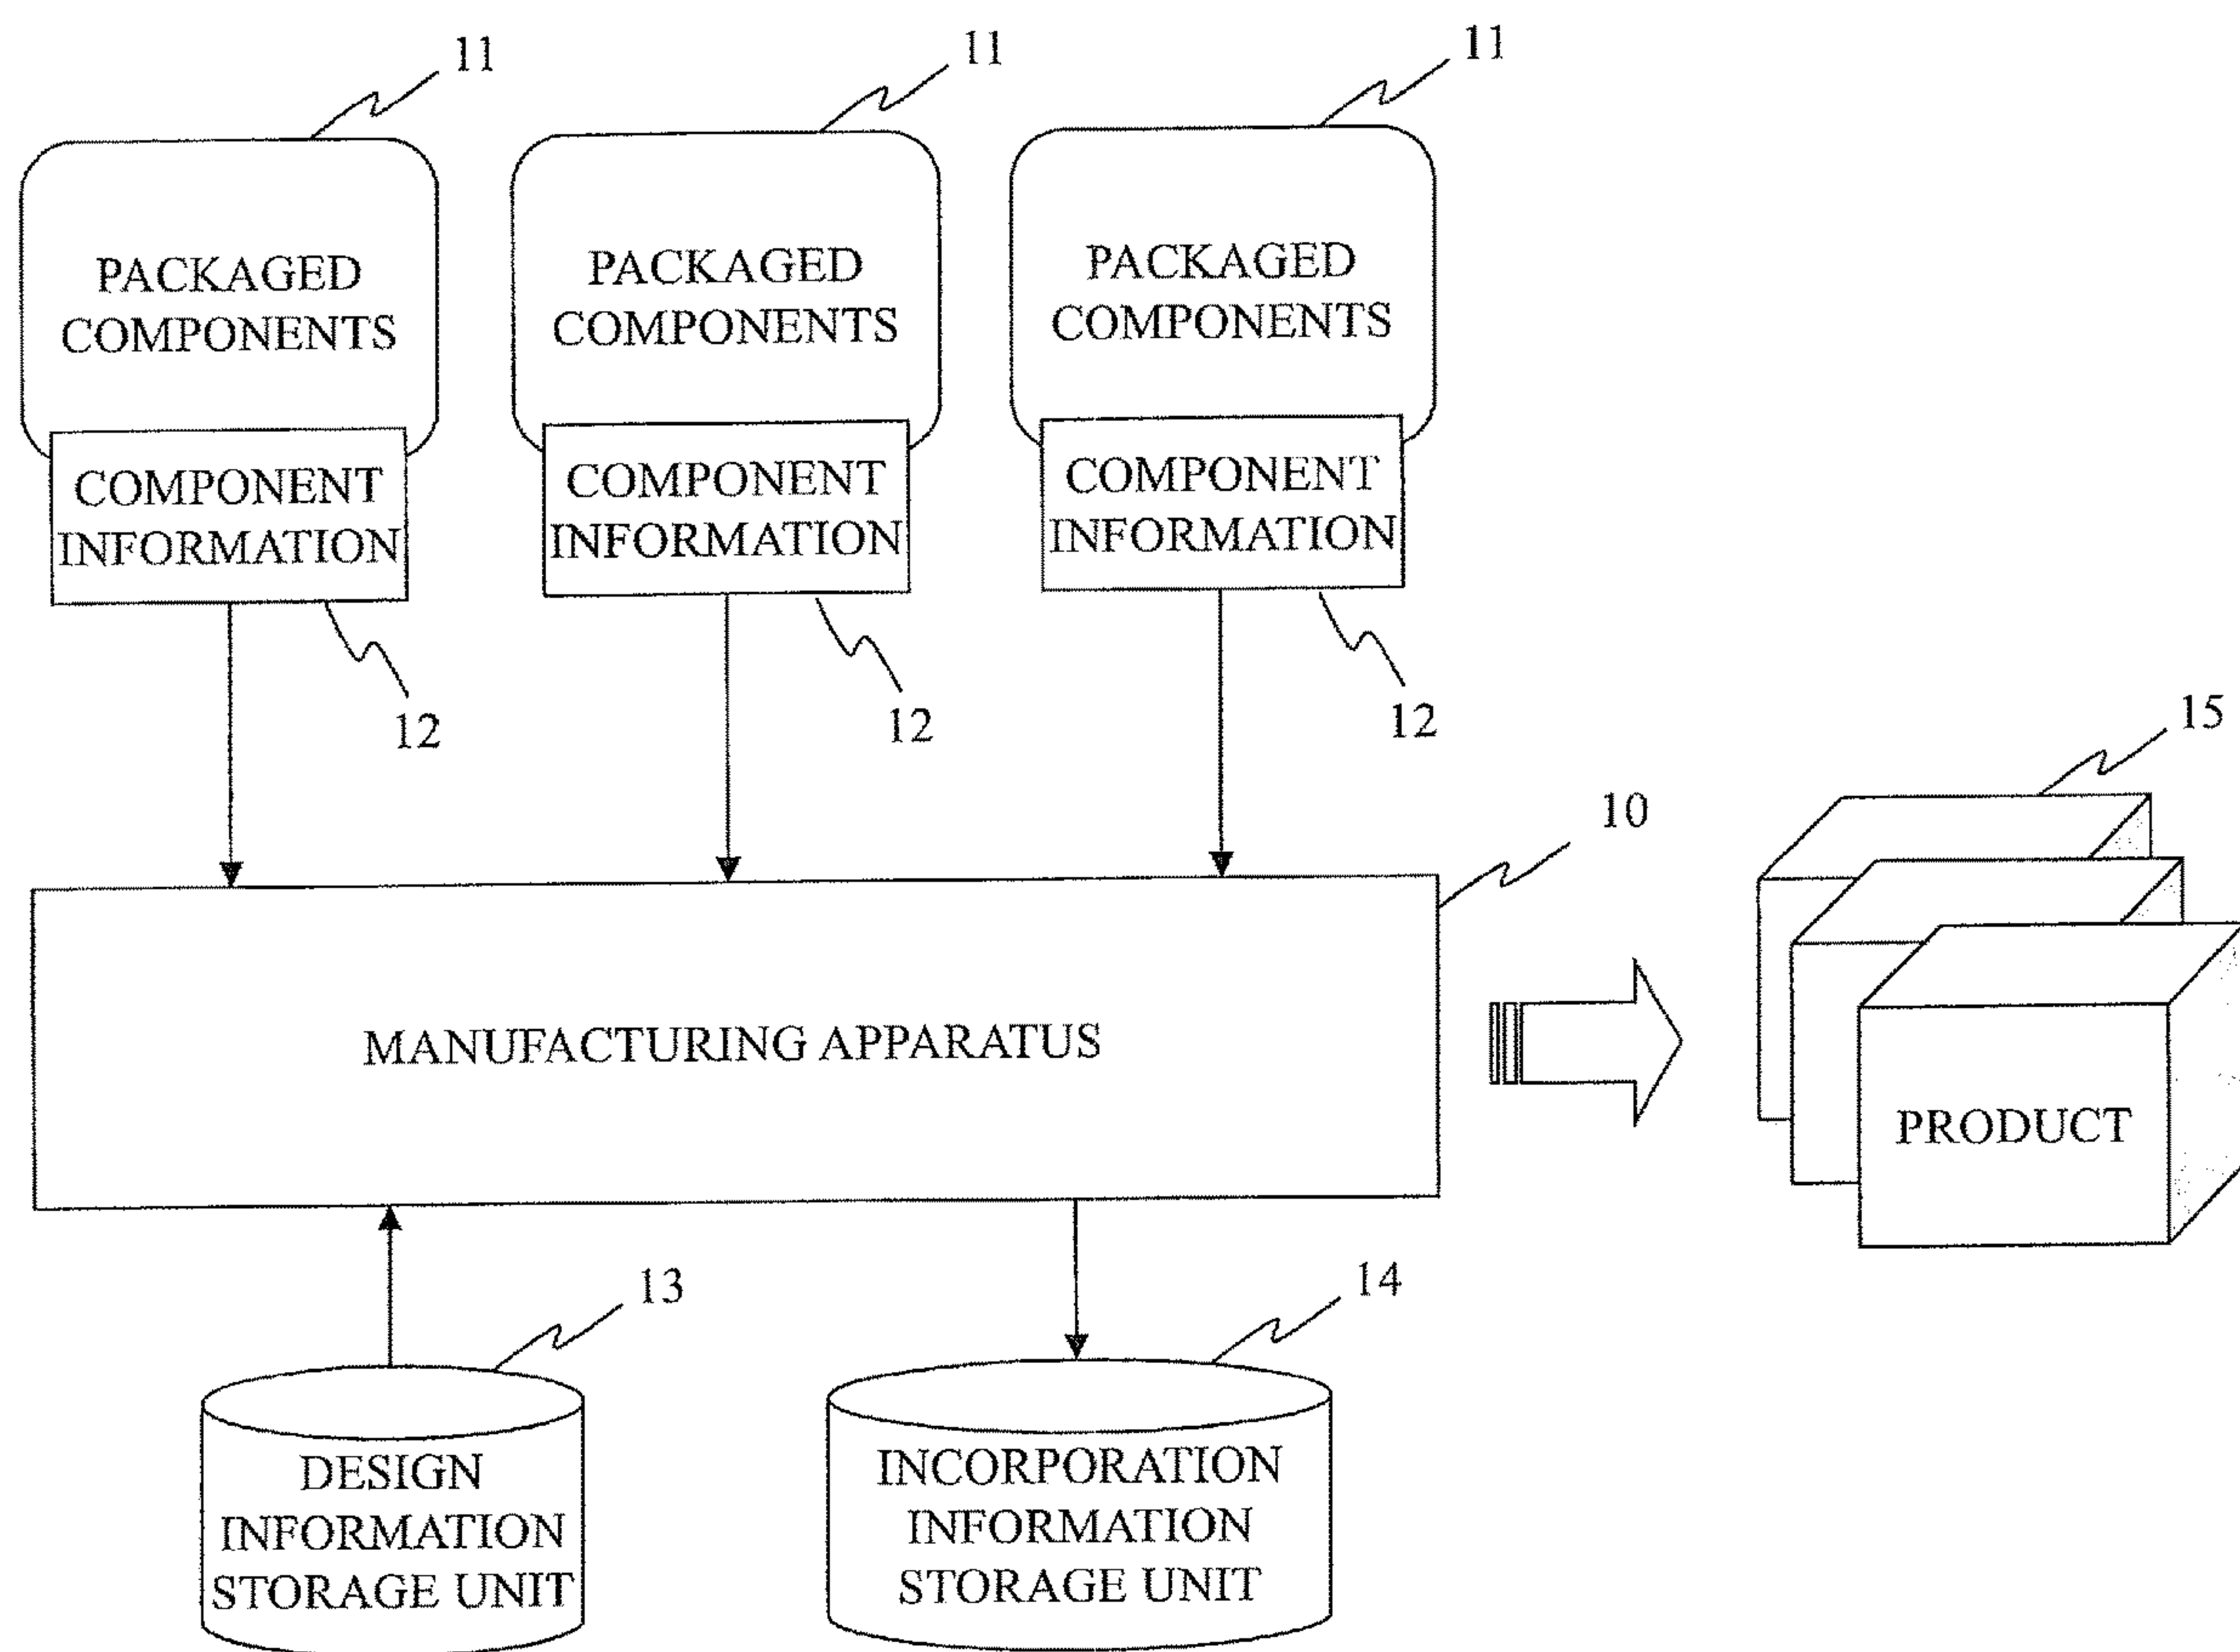 11
11
11
PACKAGED
COMPONENTS
PACKAGED
COMPONENTS
PACKAGED
COMPONENTS
COMPONENT
INFORMATION
COMPONENT
INFORMATION
COMPONENT
INFORMATION
12
12
12
15
10
MANUFACTURING APPARATUS
PRODUCT
13
14
DESIGN
INFORMATION
STORAGE UNIT
INCORPORATION
INFORMATION
STORAGE UNIT